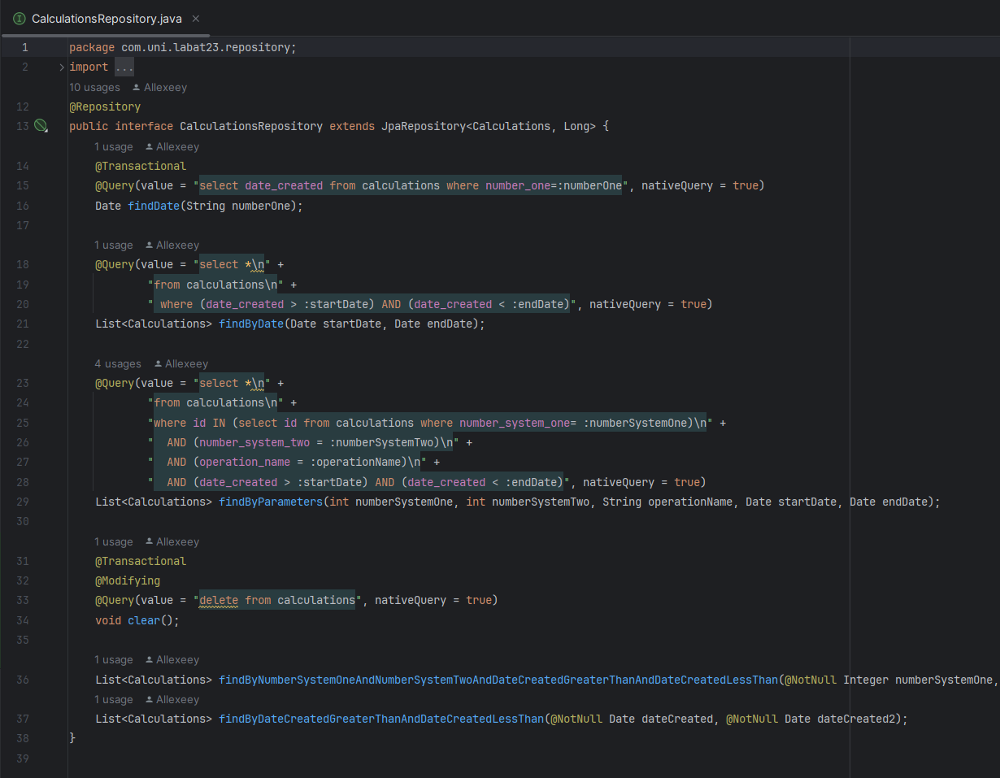 CalculationsRepository.java
1 package com.uni.labat23.repository;
2 import ...
10 usages Allexeey
12 @Repository
13 public interface CalculationsRepository extends JpaRepository<Calculations, Long> {
1 usage Allexeey
14 @Transactional
15 @Query(value = "select date_created from calculations where number_one=:numberOne", nativeQuery = true)
16 Date findDate(String numberOne);
17
1 usage Allexeey
18 @Query(value = "select *\n" +
19 "from calculations\n" +
20 " where (date_created > :startDate) AND (date_created < :endDate)", nativeQuery = true)
21 List<Calculations> findByDate(Date startDate, Date endDate);
22
4 usages Allexeey
23 @Query(value = "select *\n" +
24 "from calculations\n" +
25 "where id IN (select id from calculations where number_system_one= :numberSystemOne)\n" +
26 "  AND (number_system_two = :numberSystemTwo)\n" +
27 "  AND (operation_name = :operationName)\n" +
28 "  AND (date_created > :startDate) AND (date_created < :endDate)", nativeQuery = true)
29 List<Calculations> findByParameters(int numberSystemOne, int numberSystemTwo, String operationName, Date startDate, Date endDate);
30
1 usage Allexeey
31 @Transactional
32 @Modifying
33 @Query(value = "delete from calculations", nativeQuery = true)
34 void clear();
35
1 usage Allexeey
36 List<Calculations> findByNumberSystemOneAndNumberSystemTwoAndDateCreatedGreaterThanAndDateCreatedLessThan(@NotNull Integer numberSystemOne,
1 usage Allexeey
37 List<Calculations> findByDateCreatedGreaterThanAndDateCreatedLessThan(@NotNull Date dateCreated, @NotNull Date dateCreated2);
38 }
39